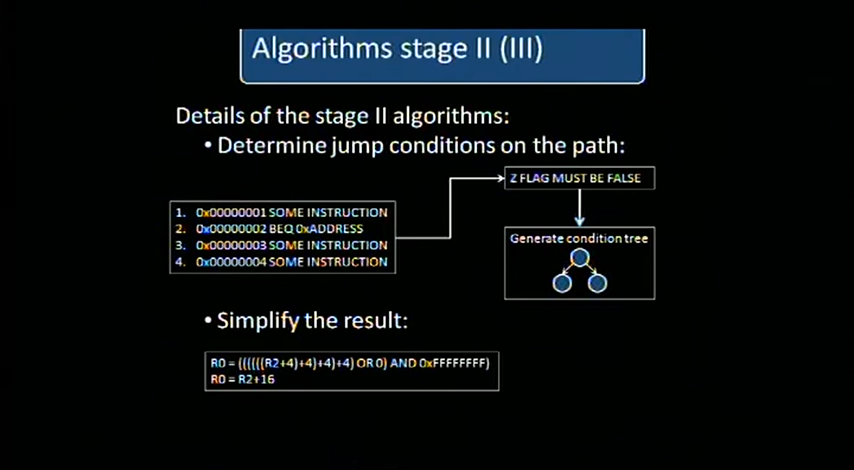 Algorithms stage II (III)
Details of the stage II algorithms:
• Determine jump conditions on the path:
Z FLAG MUST BE FALSE
1. 0x00000001 SOME INSTRUCTION
2. 0x00000002 BEQ 0xADDRESS
3. 0x00000003 SOME INSTRUCTION
4. 0x00000004 SOME INSTRUCTION
Generate condition tree
• Simplify the result:
R0 = ((((((R2+4)+4)+4)+4) OR 0) AND 0xFFFFFFFF)
R0 = R2+16